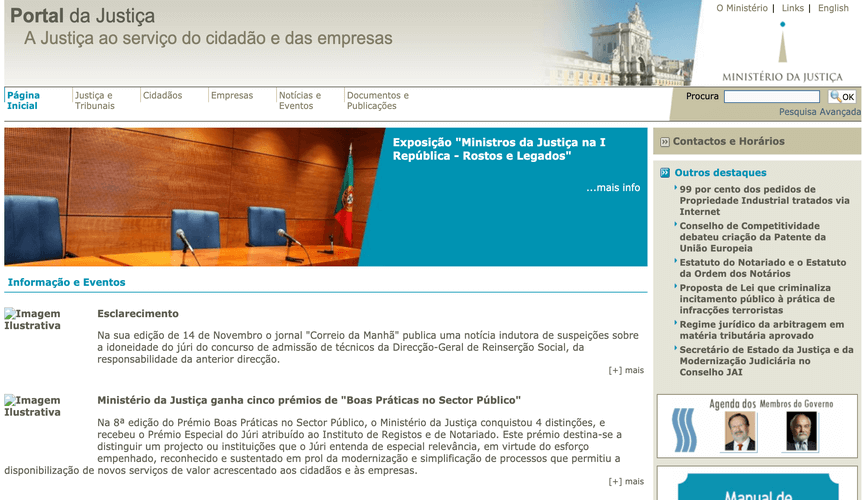 Portal da Justiça
A Justiça ao serviço do cidadão e das empresas
O Ministério | Links | English
MINISTÉRIO DA JUSTIÇA
Página
Inicial
Justiça e
Tribunais
Cidadãos
Empresas
Notícias e
Eventos
Documentos e
Publicações
Procura
OK
Pesquisa Avançada
Exposição "Ministros da Justiça na I
República - Rostos e Legados"
...mais info
Informação e Eventos
Imagem
Ilustrativa
Esclarecimento
Na sua edição de 14 de Novembro o jornal "Correio da Manhã" publica uma notícia indutora de suspeições sobre
a idoneidade do júri do concurso de admissão de técnicos da Direcção-Geral de Reinserção Social, da
responsabilidade da anterior direcção.
[+] mais
Imagem
Ilustrativa
Ministério da Justiça ganha cinco prémios de "Boas Práticas no Sector Público"
Na 8ª edição do Prémio Boas Práticas no Sector Público, o Ministério da Justiça conquistou 4 distinções, e
recebeu o Prémio Especial do Júri atribuído ao Instituto de Registos e de Notariado. Este prémio destina-se a
distinguir um projecto ou instituições que o Júri entenda de especial relevância, em virtude do esforço
empenhado, reconhecido e sustentado em prol da modernização e simplificação de processos que permitiu a
disponibilização de novos serviços de valor acrescentado aos cidadãos e às empresas.
[+] mais
Contactos e Horários
Outros destaques
99 por cento dos pedidos de
Propriedade Industrial tratados via
Internet
Conselho de Competitividade
debateu criação da Patente da
União Europeia
Estatuto do Notariado e o Estatuto
da Ordem dos Notários
Proposta de Lei que criminaliza
incitamento público à prática de
infracções terroristas
Regime jurídico da arbitragem em
matéria tributária aprovado
Secretário de Estado da Justiça e da
Modernização Judiciária no
Conselho JAI
Agenda dos Membros do Governo
Manual de